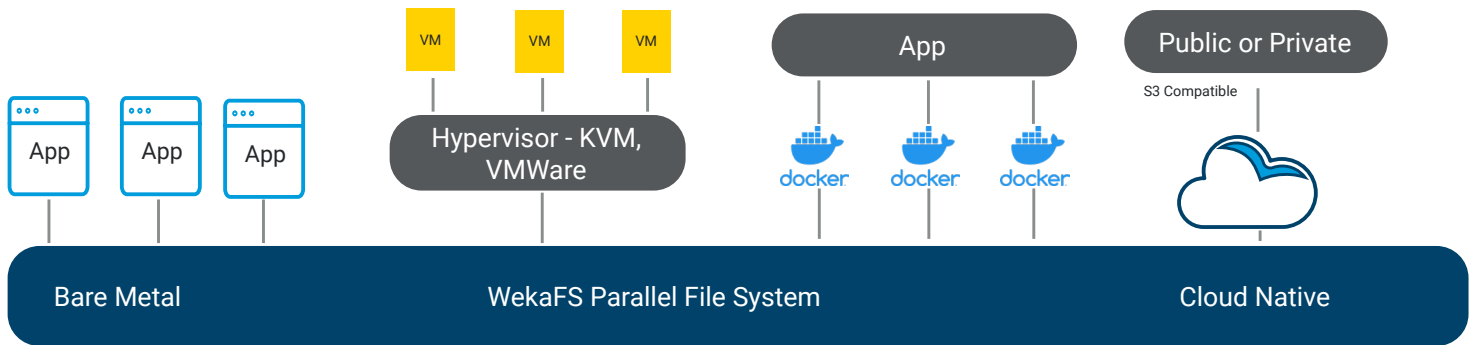 VM
VM
VM
App
Public or Private
S3 Compatible
App
App
App
Hypervisor - KVM,
VMWare
docker
docker
docker
Bare Metal
WekaFS Parallel File System
Cloud Native